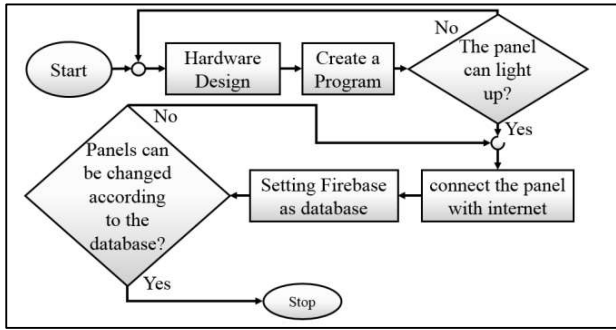 No
Start
Hardware
Design
Create a
Program
The panel
can light
up?
Yes
No
Panels can
be changed
according
to the
database?
Setting Firebase
as database
connect the panel
with internet
Yes
Stop